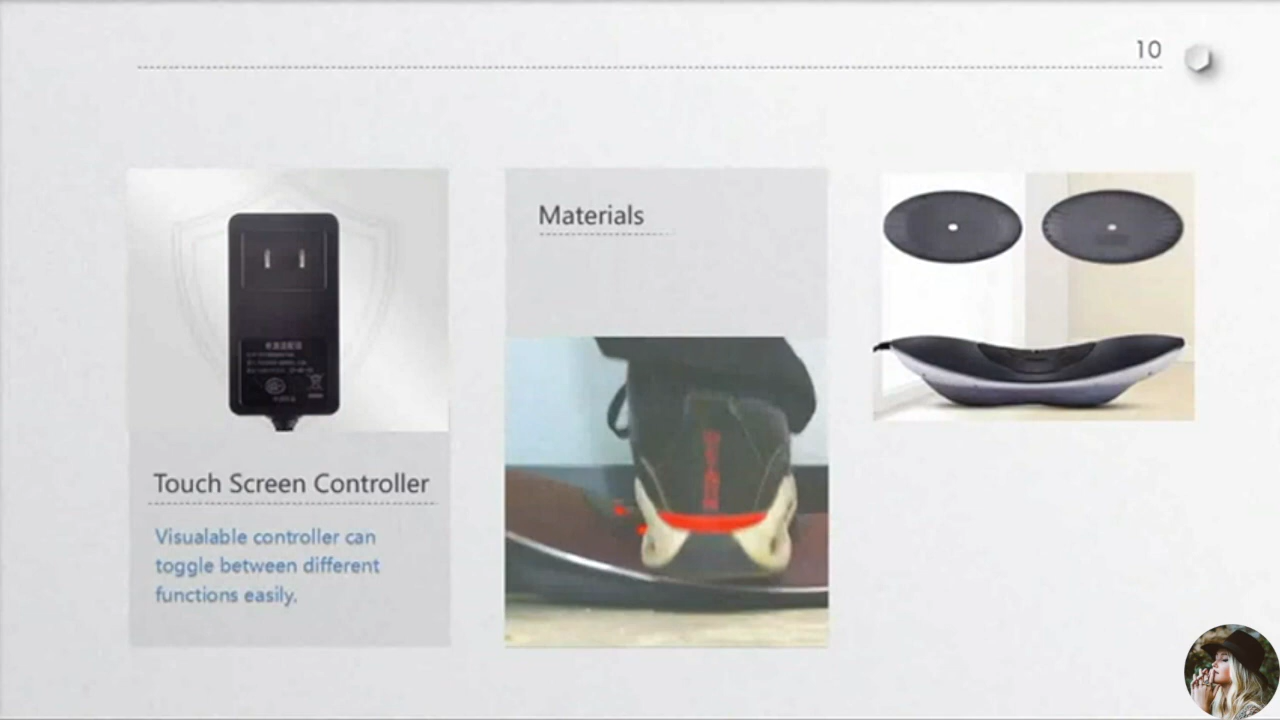 10
Touch Screen Controller
Visualable controller can
toggle between different
functions easily.
Materials